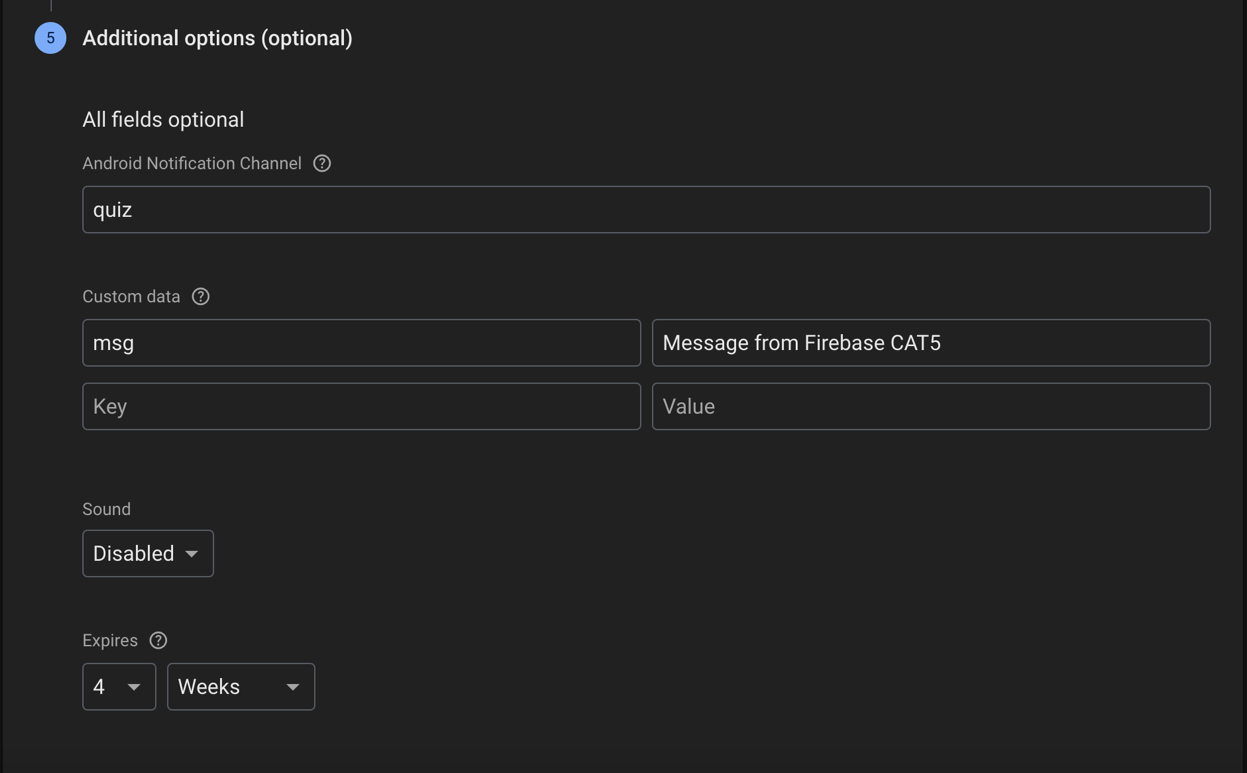 5
Additional options (optional)
All fields optional
Android Notification Channel ?
quiz
Custom data ?
msg
Message from Firebase CAT5
Key
Value
Sound
Disabled
Expires ?
4
Weeks